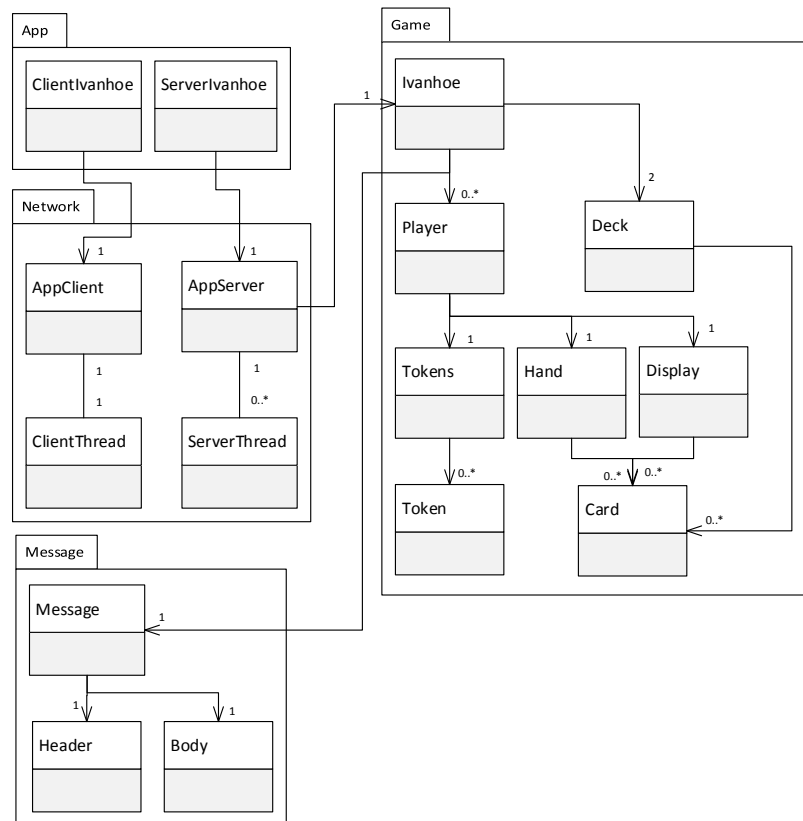 App
ClientIvanhoe
ServerIvanhoe
Game
Ivanhoe
1
2
0..*
Player
Deck
Network
1
1
AppClient
AppServer
1
1
1
0..*
ClientThread
ServerThread
1
1
1
Tokens
Hand
Display
0..*
0..*
0..*
Token
Card
0..*
Message
Message
1
1
1
Header
Body